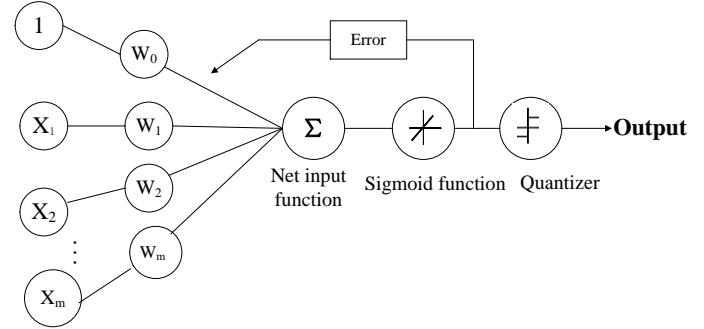 1
W0
Error
X1
W1
Σ
Output
Net input
function
Sigmoid function
Quantizer
X2
W2
⋮
Wm
Xm